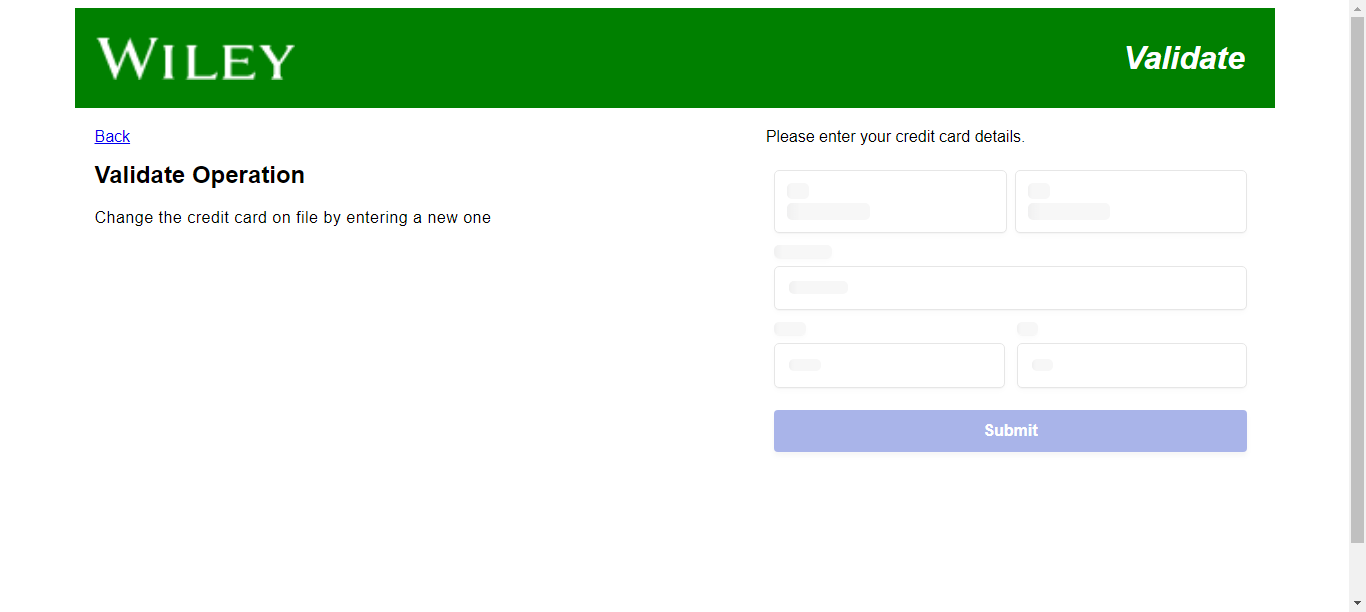 WILEY
Validate
Back
Validate Operation
Change the credit card on file by entering a new one
Please enter your credit card details.
Submit